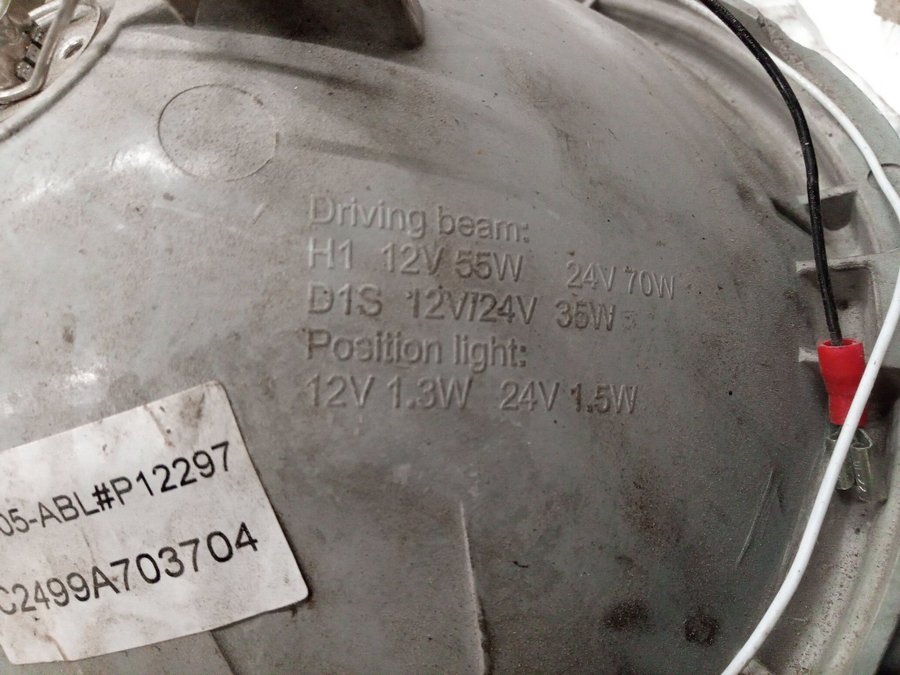 Driving beam:
H1 12V 55W 24V 70W
D1S 12V/24V 35W
Position light:
12V 1.3W 24V 1.5W
05-ABL#P12297
C2499A703704